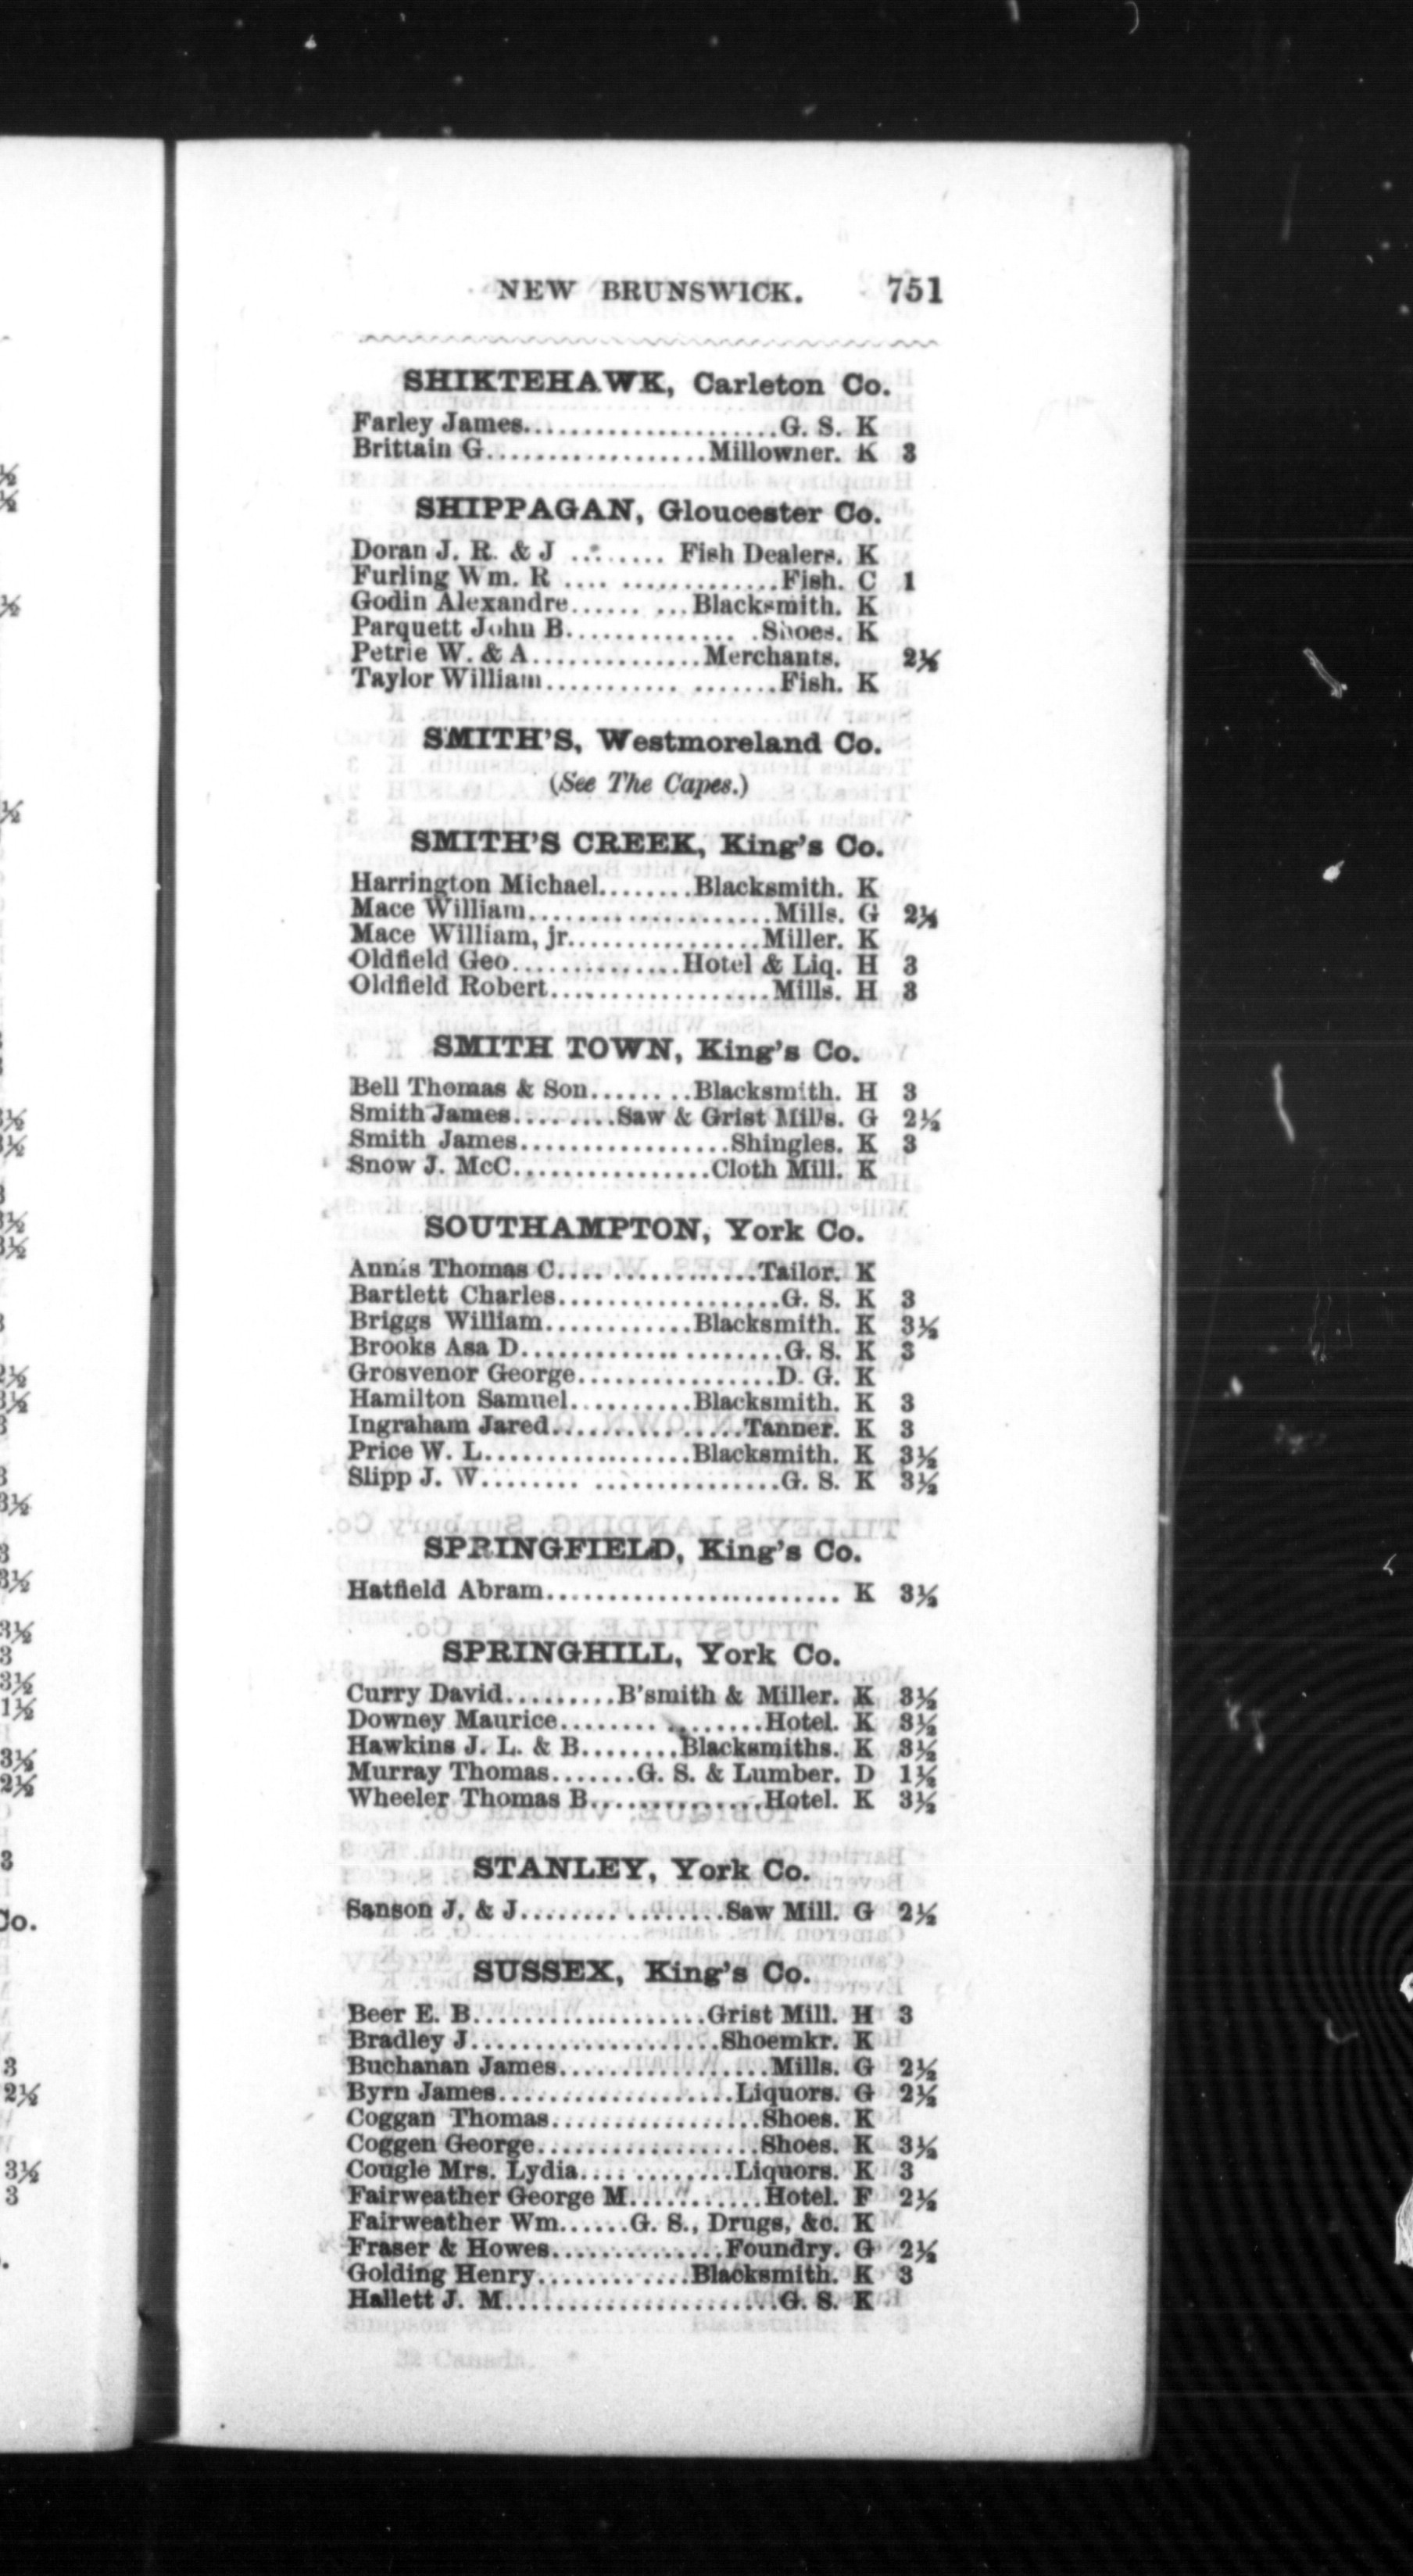 NEW BRUNSWICK. 751
SHIKTEHAWK, Carleton Co.
Farley James.....................G. S. K
Brittain G..................Millowner. K 3
SHIPPAGAN, Gloucester Co.
Doran J. R. & J ........ Fish Dealers. K
Furling Wm. R .... .............Fish. C 1
Godin Alexandre...... ...Blacksmith. K
Parquett John B.............. .Shoes. K
Petrie W. & A..............Merchants. 2½
Taylor William........... .......Fish. K
SMITH'S, Westmoreland Co.
(See The Capes.)
SMITH'S CREEK, King's Co.
Harrington Michael........Blacksmith. K
Mace William....................Mills. G 2½
Mace William, jr................Miller. K
Oldfield Geo..............Hotel & Liq. H 3
Oldfield Robert..................Mills. H 3
SMITH TOWN, King's Co.
Bell Thomas & Son........Blacksmith. H 3
Smith James........Saw & Grist Mills. G 2½
Smith James.................Shingles. K 3
Snow J. McC................Cloth Mill. K
SOUTHAMPTON, York Co.
Annis Thomas C.... ............Tailor. K
Bartlett Charles..................G. S. K 3
Briggs William............Blacksmith. K 3½
Brooks Asa D............. .........G. S. K 3
Grosvenor George................D. G. K
Hamilton Samuel..........Blacksmith. K 3
Ingraham Jared................Tanner. K 3
Price W. L.................Blacksmith. K 3½
Slipp J. W........ ...............G. S. K 3½
SPRINGFIELD, King's Co.
Hatfield Abram........................ K 3½
SPRINGHILL, York Co.
Curry David.........B'smith & Miller. K 3½
Downey Maurice........ ........Hotel. K 3½
Hawkins J. L. & B........Blacksmiths. K 3½
Murray Thomas.......G. S. & Lumber. D 1½
Wheeler Thomas B..............Hotel. K 3½
STANLEY, York Co.
Sanson J. & J.................Saw Mill. G 2½
SUSSEX, King's Co.
Beer E. B...................Grist Mill. H 3
Bradley J....................Shoemkr. K
Buchanan James.................Mills. G 2½
Byrn James...................Liquors. G 2½
Coggan Thomas.................Shoes. K
Coggen George..................Shoes. K 3½
Cougle Mrs. Lydia.... .........Liquors. K 3
Fairweather George M...........Hotel. F 2½
Fairweather Wm......G. S., Drugs, &c. K
Fraser & Howes..............Foundry. G 2½
Golding Henry............Blacksmith. K 3
Hallett J. M......................G. S. K